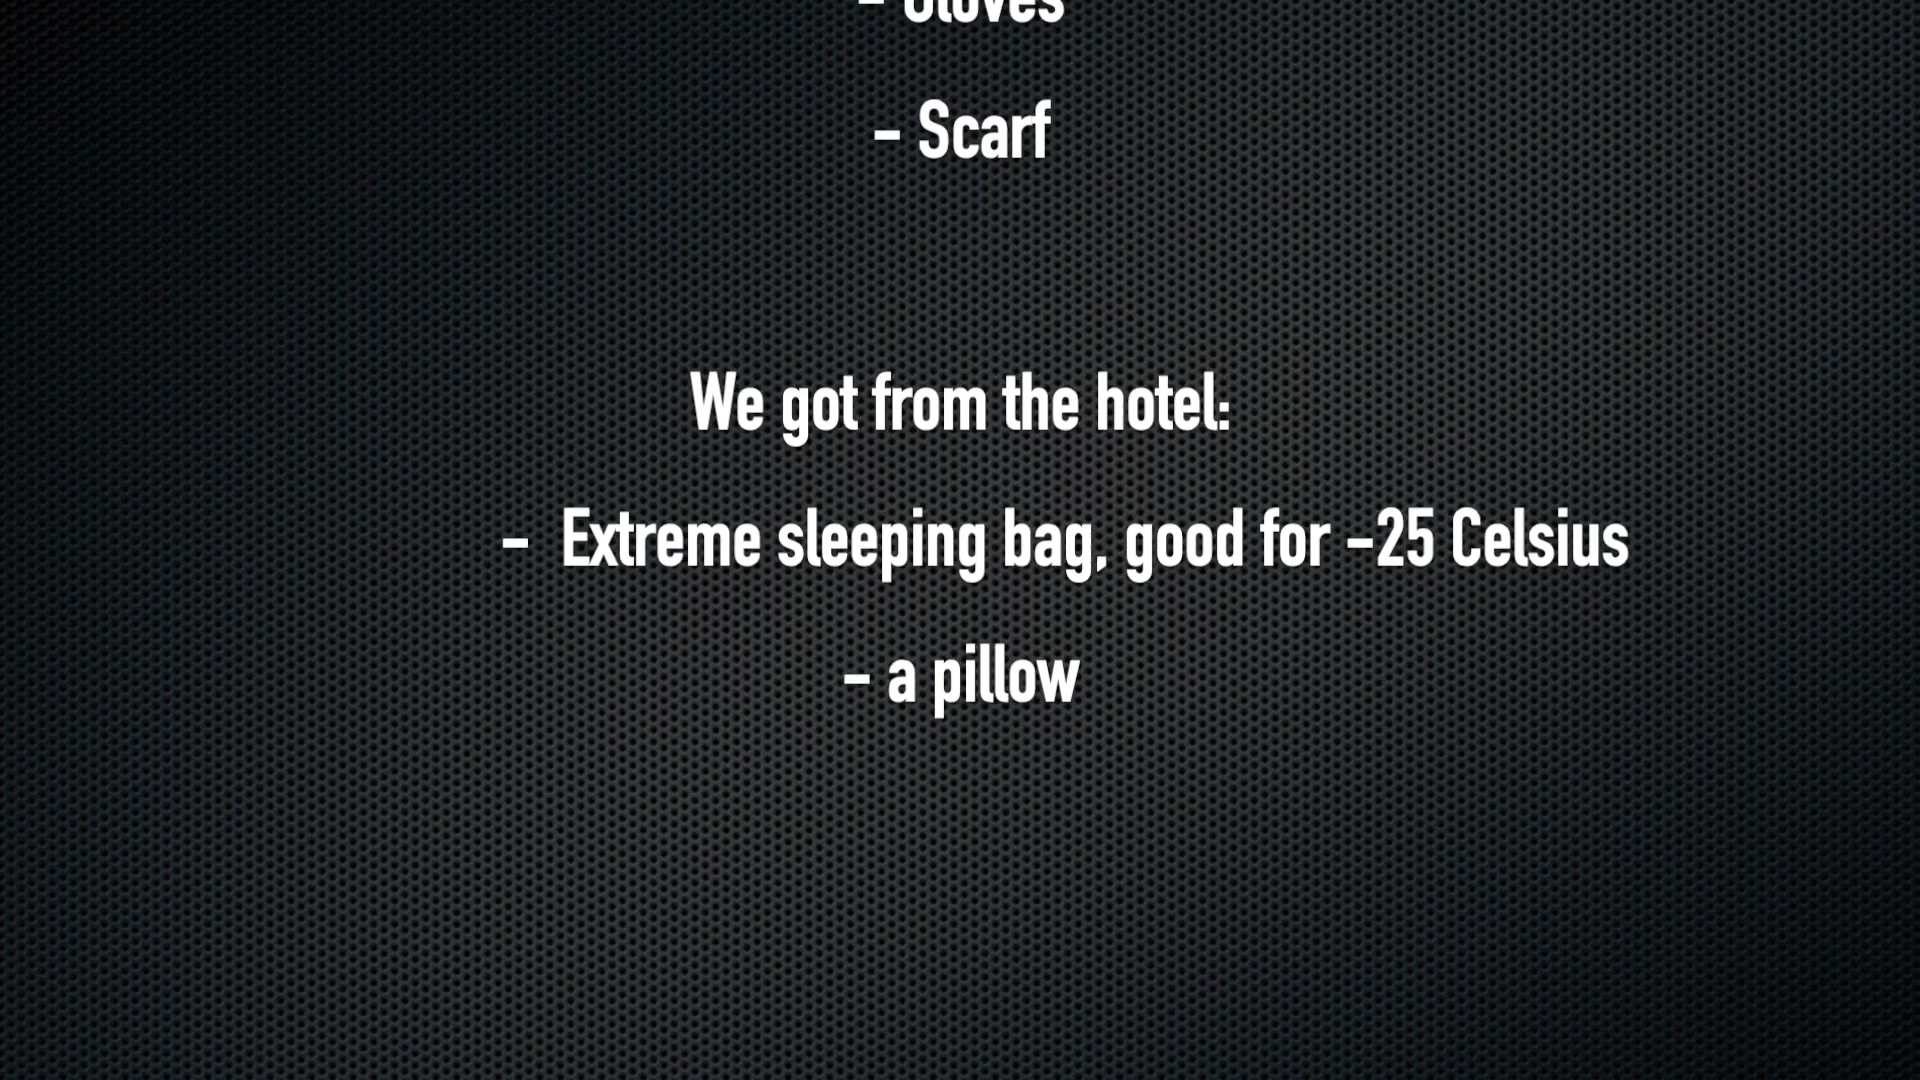 - Gloves
- Scarf
We got from the hotel:
- Extreme sleeping bag, good for -25 Celsius
- a pillow